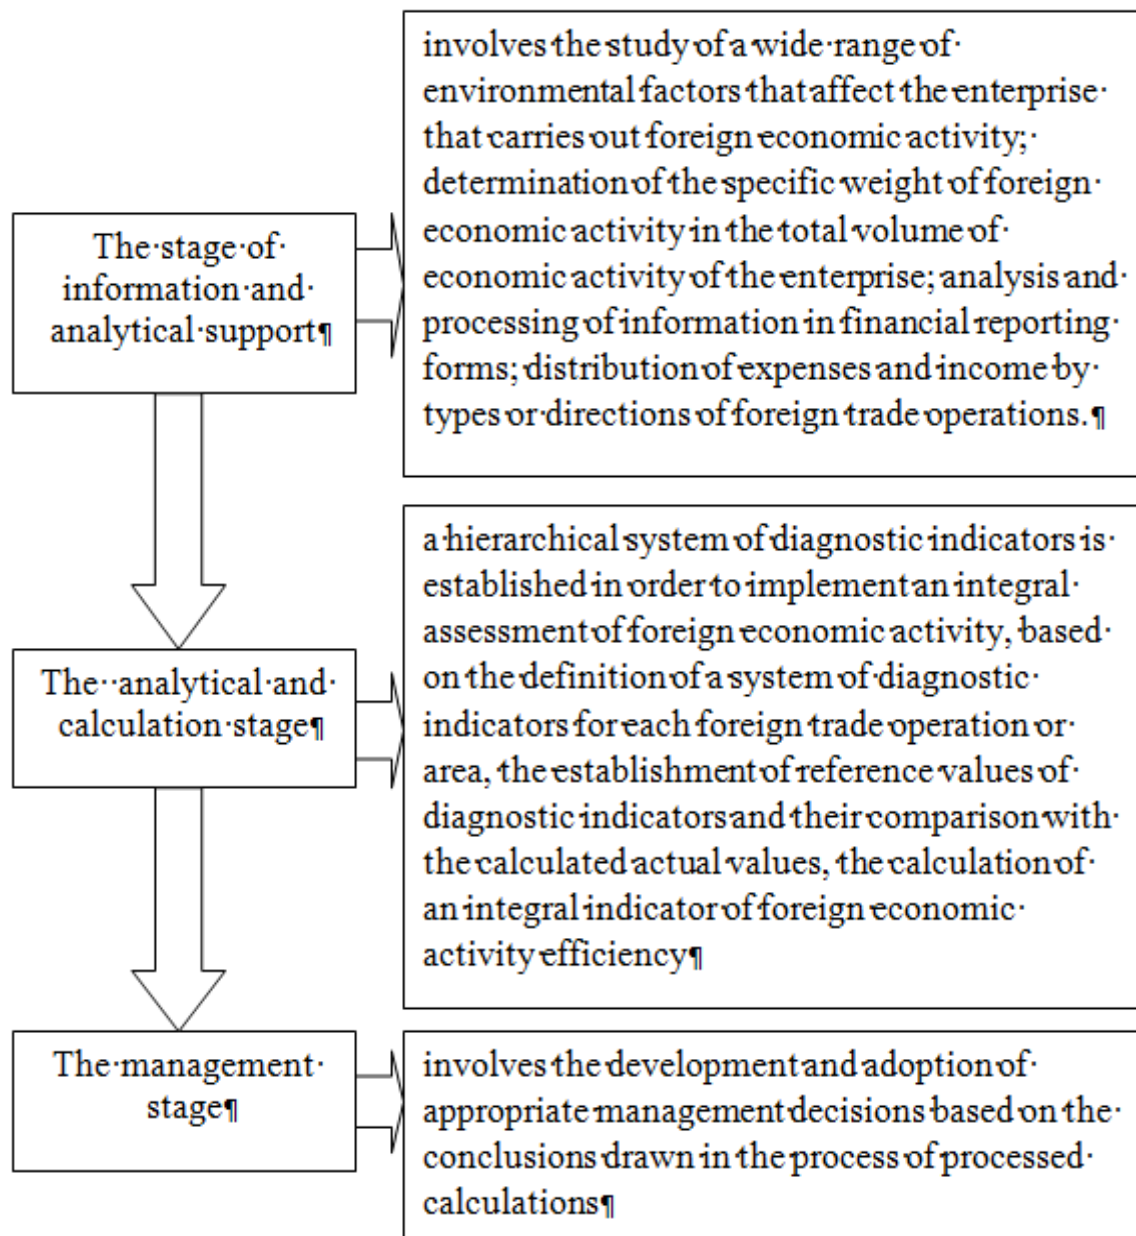 The stage of
information and
analytical support¶
involves the study of a wide range of
environmental factors that affect the enterprise
that carries out foreign economic activity;
determination of the specific weight of foreign
economic activity in the total volume of
economic activity of the enterprise; analysis and
processing of information in financial reporting
forms; distribution of expenses and income by
types or directions of foreign trade operations.¶
The analytical and
calculation stage¶
a hierarchical system of diagnostic indicators is
established in order to implement an integral
assessment of foreign economic activity, based
on the definition of a system of diagnostic
indicators for each foreign trade operation or
area, the establishment of reference values of
diagnostic indicators and their comparison with
the calculated actual values, the calculation of
an integral indicator of foreign economic
activity efficiency¶
The management
stage¶
involves the development and adoption of
appropriate management decisions based on the
conclusions drawn in the process of processed
calculations¶